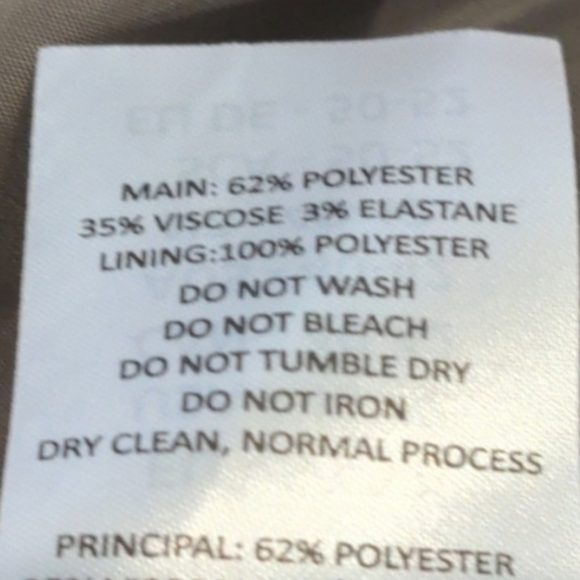 MAIN: 62% POLYESTER
35% VISCOSE 3% ELASTANE
LINING:100% POLYESTER
DO NOT WASH
DO NOT BLEACH
DO NOT TUMBLE DRY
DO NOT IRON
DRY CLEAN, NORMAL PROCESS
PRINCIPAL: 62% POLYESTER